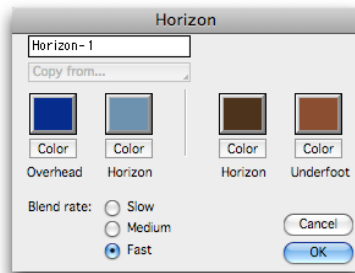 Horizon
Horizon-1
Copy from...
Color Color Color Color
Overhead Horizon Horizon Underfoot
Blend rate: Slow
Medium
Fast
Cancel
OK